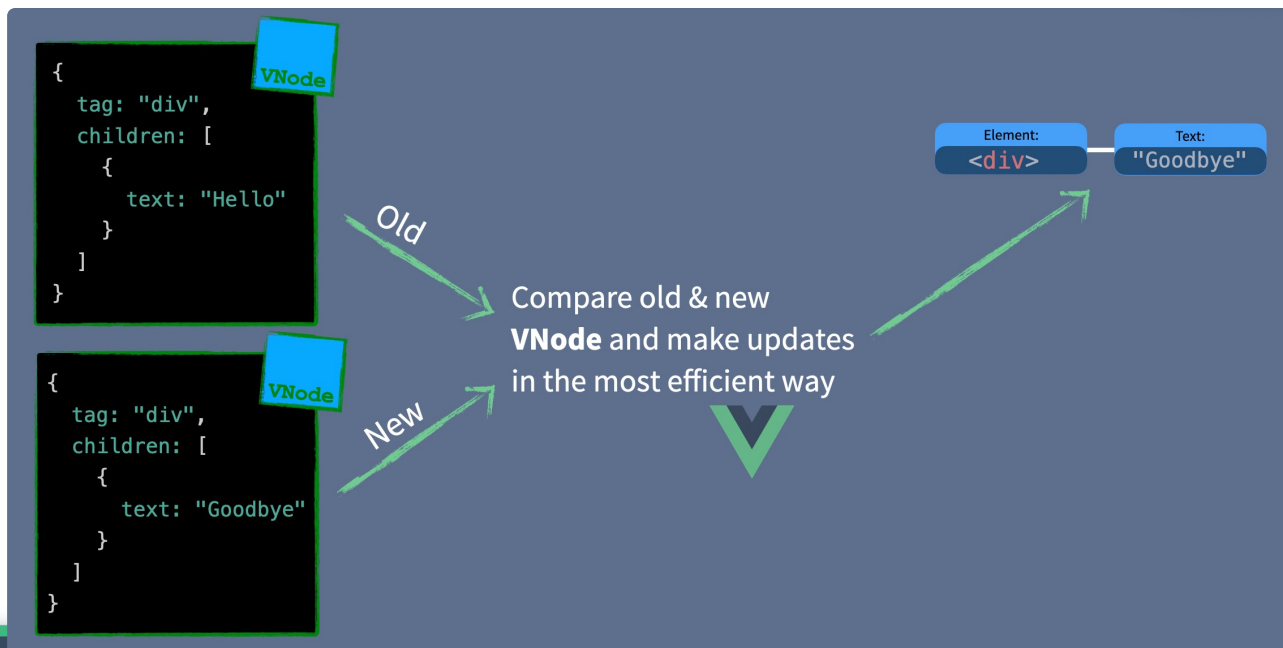 VNode
{
  tag: "div",
  children: [
    {
      text: "Hello"
    }
  ]
}
Old
VNode
{
  tag: "div",
  children: [
    {
      text: "Goodbye"
    }
  ]
}
New
Compare old & new
VNode and make updates
in the most efficient way
Element:
<div>
Text:
"Goodbye"